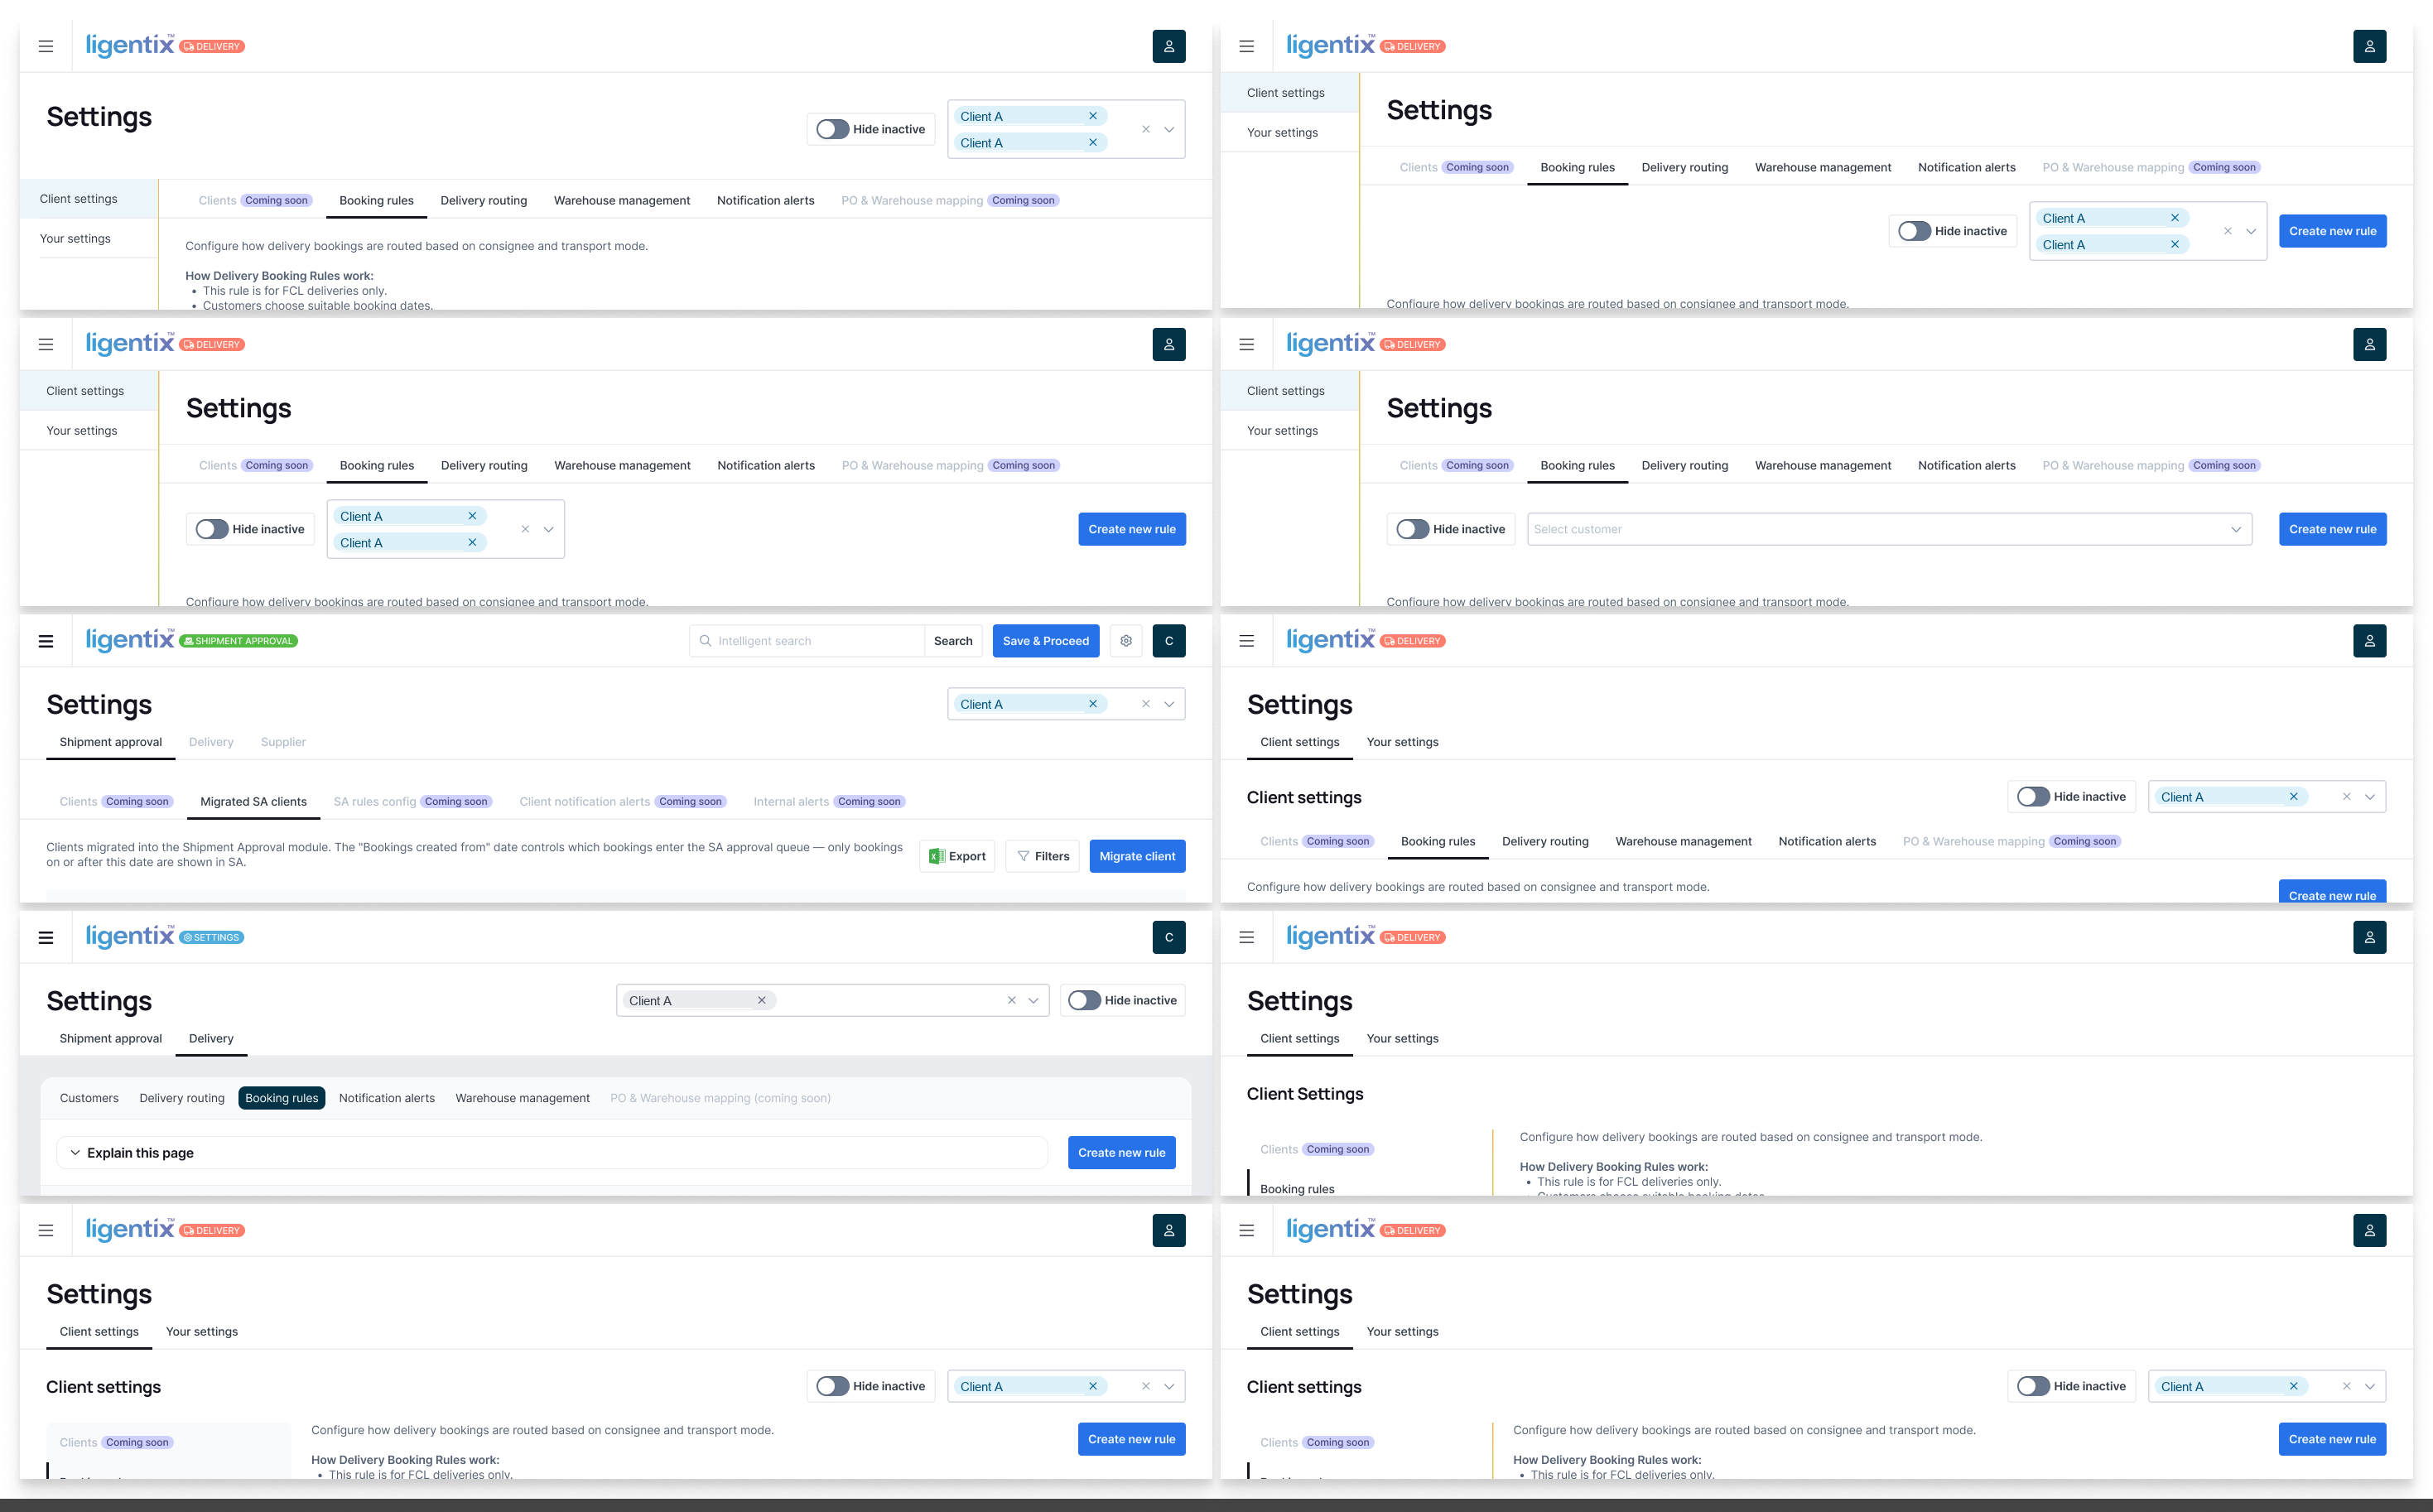 ligentix™ DELIVERY
Settings
Hide inactive
Client A
Client A
Client settings
Your settings
Clients Coming soon Booking rules Delivery routing Warehouse management Notification alerts PO & Warehouse mapping Coming soon
Configure how delivery bookings are routed based on consignee and transport mode.
How Delivery Booking Rules work:
• This rule is for FCL deliveries only.
• Customers choose suitable booking dates.
ligentix™ DELIVERY
Client settings
Your settings
Settings
Clients Coming soon Booking rules Delivery routing Warehouse management Notification alerts PO & Warehouse mapping Coming soon
Hide inactive
Client A
Client A
Create new rule
Configure how delivery bookings are routed based on consignee and transport mode.
ligentix™ DELIVERY
Client settings
Your settings
Settings
Clients Coming soon Booking rules Delivery routing Warehouse management Notification alerts PO & Warehouse mapping Coming soon
Hide inactive
Client A
Client A
Create new rule
Configure how delivery bookings are routed based on consignee and transport mode.
ligentix™ DELIVERY
Client settings
Your settings
Settings
Clients Coming soon Booking rules Delivery routing Warehouse management Notification alerts PO & Warehouse mapping Coming soon
Hide inactive Select customer Create new rule
Configure how delivery bookings are routed based on consignee and transport mode.
ligentix™ SHIPMENT APPROVAL Intelligent search Search Save & Proceed C
Settings Client A
Shipment approval Delivery Supplier
Clients Coming soon Migrated SA clients SA rules config Coming soon Client notification alerts Coming soon Internal alerts Coming soon
Clients migrated into the Shipment Approval module. The "Bookings created from" date controls which bookings enter the SA approval queue — only bookings
on or after this date are shown in SA.
Export Filters Migrate client
ligentix™ DELIVERY
Settings
Client settings Your settings
Client settings Hide inactive Client A
Clients Coming soon Booking rules Delivery routing Warehouse management Notification alerts PO & Warehouse mapping Coming soon
Configure how delivery bookings are routed based on consignee and transport mode.
Create new rule
ligentix™ SETTINGS C
Settings Client A Hide inactive
Shipment approval Delivery
Customers Delivery routing Booking rules Notification alerts Warehouse management PO & Warehouse mapping (coming soon)
Explain this page Create new rule
ligentix™ DELIVERY
Settings
Client settings Your settings
Client Settings
Clients Coming soon
Booking rules
Configure how delivery bookings are routed based on consignee and transport mode.
How Delivery Booking Rules work:
• This rule is for FCL deliveries only.
ligentix™ DELIVERY
Settings
Client settings Your settings
Client settings Hide inactive Client A
Clients Coming soon
Configure how delivery bookings are routed based on consignee and transport mode.
Create new rule
How Delivery Booking Rules work:
• This rule is for FCL deliveries only.
ligentix™ DELIVERY
Settings
Client settings Your settings
Client settings Hide inactive Client A
Clients Coming soon
Configure how delivery bookings are routed based on consignee and transport mode.
Create new rule
How Delivery Booking Rules work:
• This rule is for FCL deliveries only.